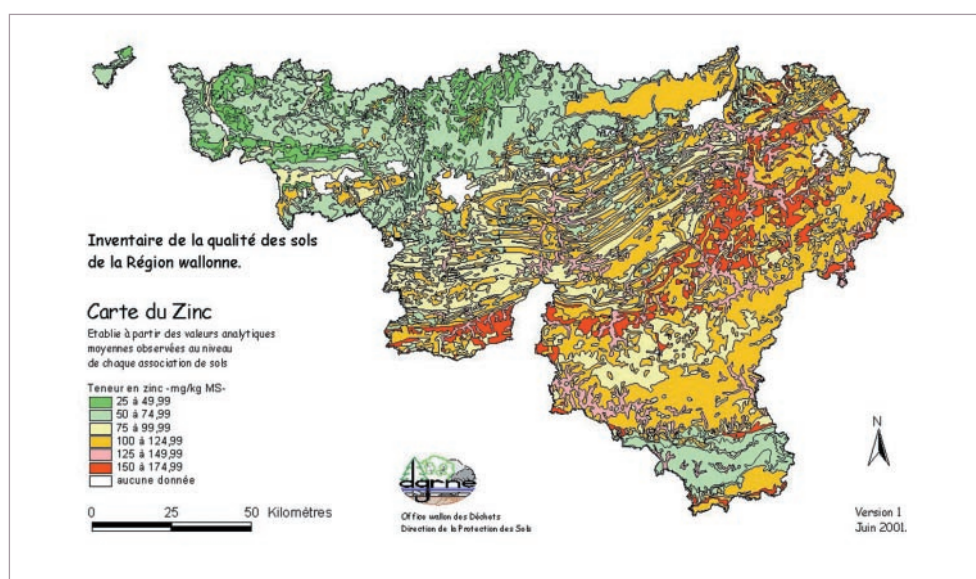 Inventaire de la qualité des sols
de la Région wallonne.
Carte du Zinc
Etablie à partir des valeurs analytiques
moyennes observées au niveau
de chaque association de sols
Teneur en zinc -mg/kg MS-
25 à 49,99
50 à 74,99
75 à 99,99
100 à 124,99
125 à 149,99
150 à 174,99
aucune donnée
0 25 50 Kilométres
dgrne
Office wallon des Déchets
Direction de la Protection des Sols
N
Version 1
Juin 2001.